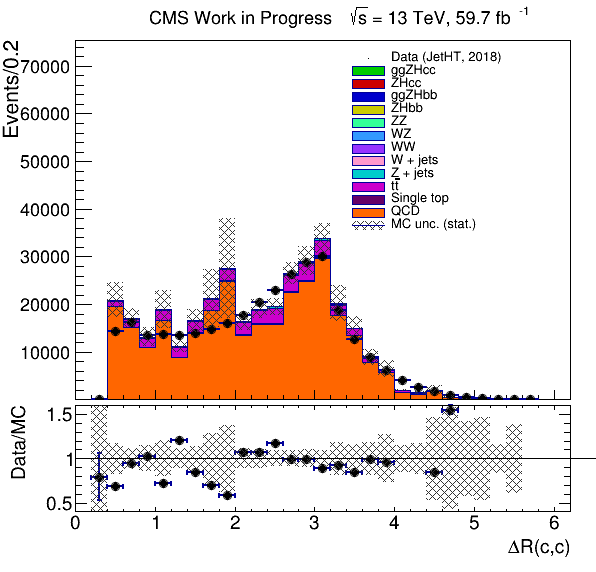 CMS Work in Progress √s = 13 TeV, 59.7 fb⁻¹
Events/0.2
70000
60000
50000
40000
30000
20000
10000
Data (JetHT, 2018)
ggZHcc
ZHcc
ggZHbb
ZHbb
ZZ
WZ
WW
W + jets
Z + jets
tt̅
Single top
QCD
MC unc. (stat.)
Data/MC
1.5
1
0.5
0 1 2 3 4 5 6
ΔR(c,c)